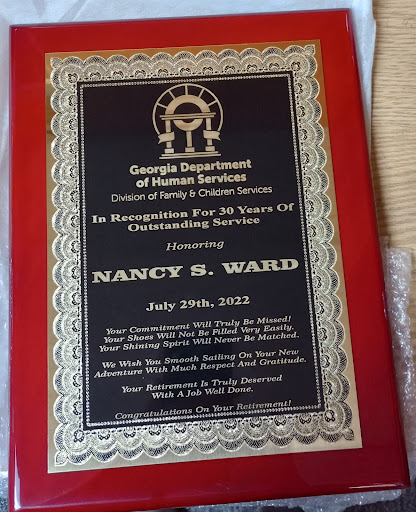 Georgia Department
of Human Services
Division of Family & Children Services
In Recognition For 30 Years Of
Outstanding Service
Honoring
NANCY S. WARD
July 29th, 2022
Your Commitment Will Truly Be Missed!
Your Shoes Will Not Be Filled Very Easily.
Your Shining Spirit Will Never Be Matched.
We Wish You Smooth Sailing On Your New
Adventure With Much Respect And Gratitude.
Your Retirement Is Truly Deserved
With A Job Well Done.
Congratulations On Your Retirement!